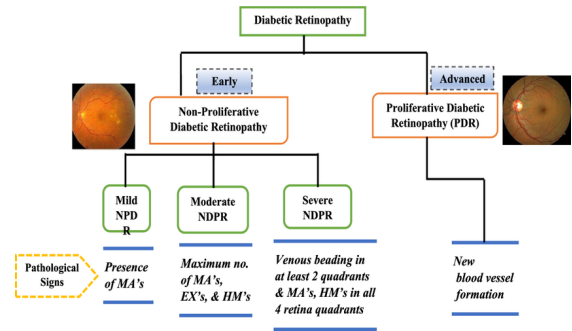 Diabetic Retinopathy
Early
Advanced
Non-Proliferative
Diabetic Retinopathy
Proliferative Diabetic
Retinopathy (PDR)
Mild
NPD
R
Moderate
NDPR
Severe
NDPR
Pathological
Signs
Presence
of MA's
Maximum no.
of MA's,
EX's, & HM's
Venous beading in
at least 2 quadrants
& MA's, HM's in all
4 retina quadrants
New
blood vessel
formation